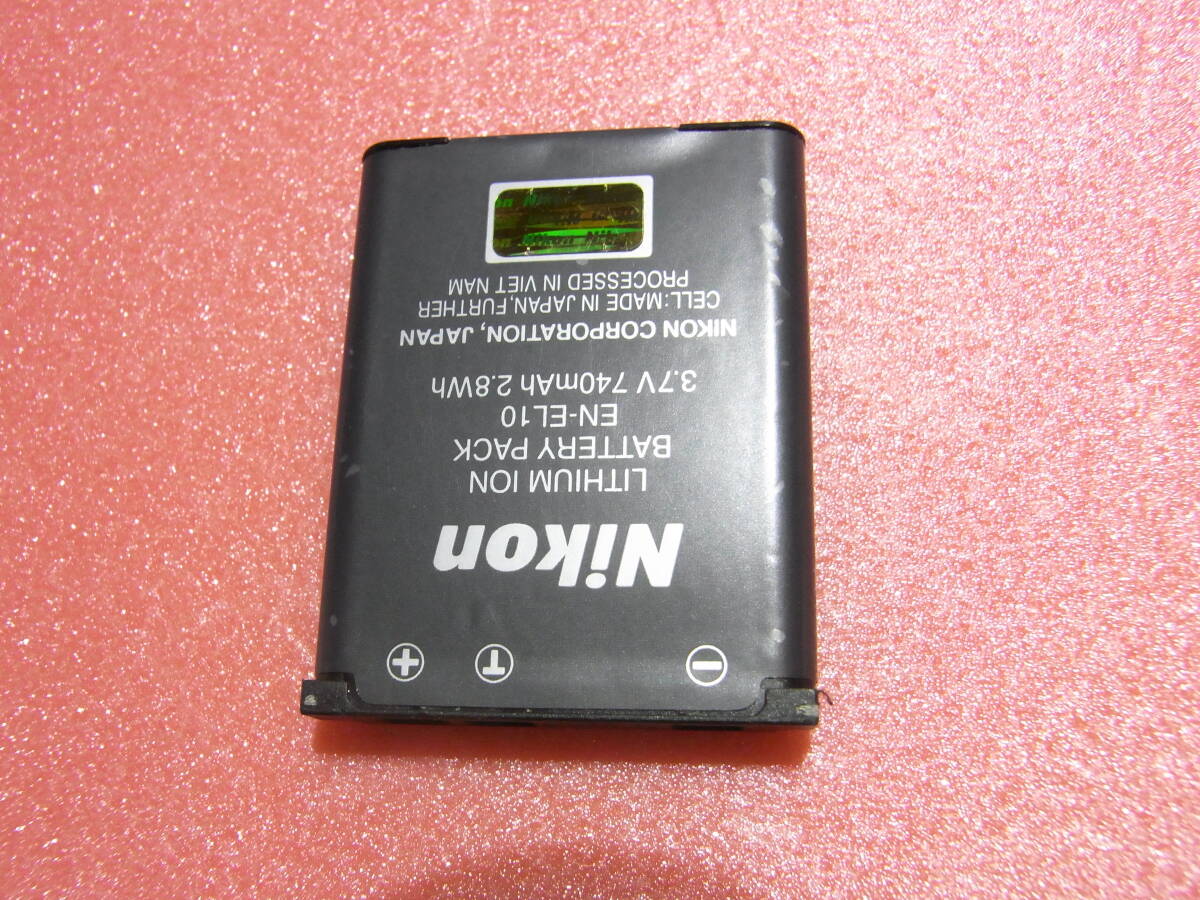 Nikon
LITHIUM ION
BATTERY PACK
EN-EL10
3.7V 740mAh 2.8Wh
NIKON CORPORATION, JAPAN
CELL:MADE IN JAPAN,FURTHER
PROCESSED IN VIET NAM